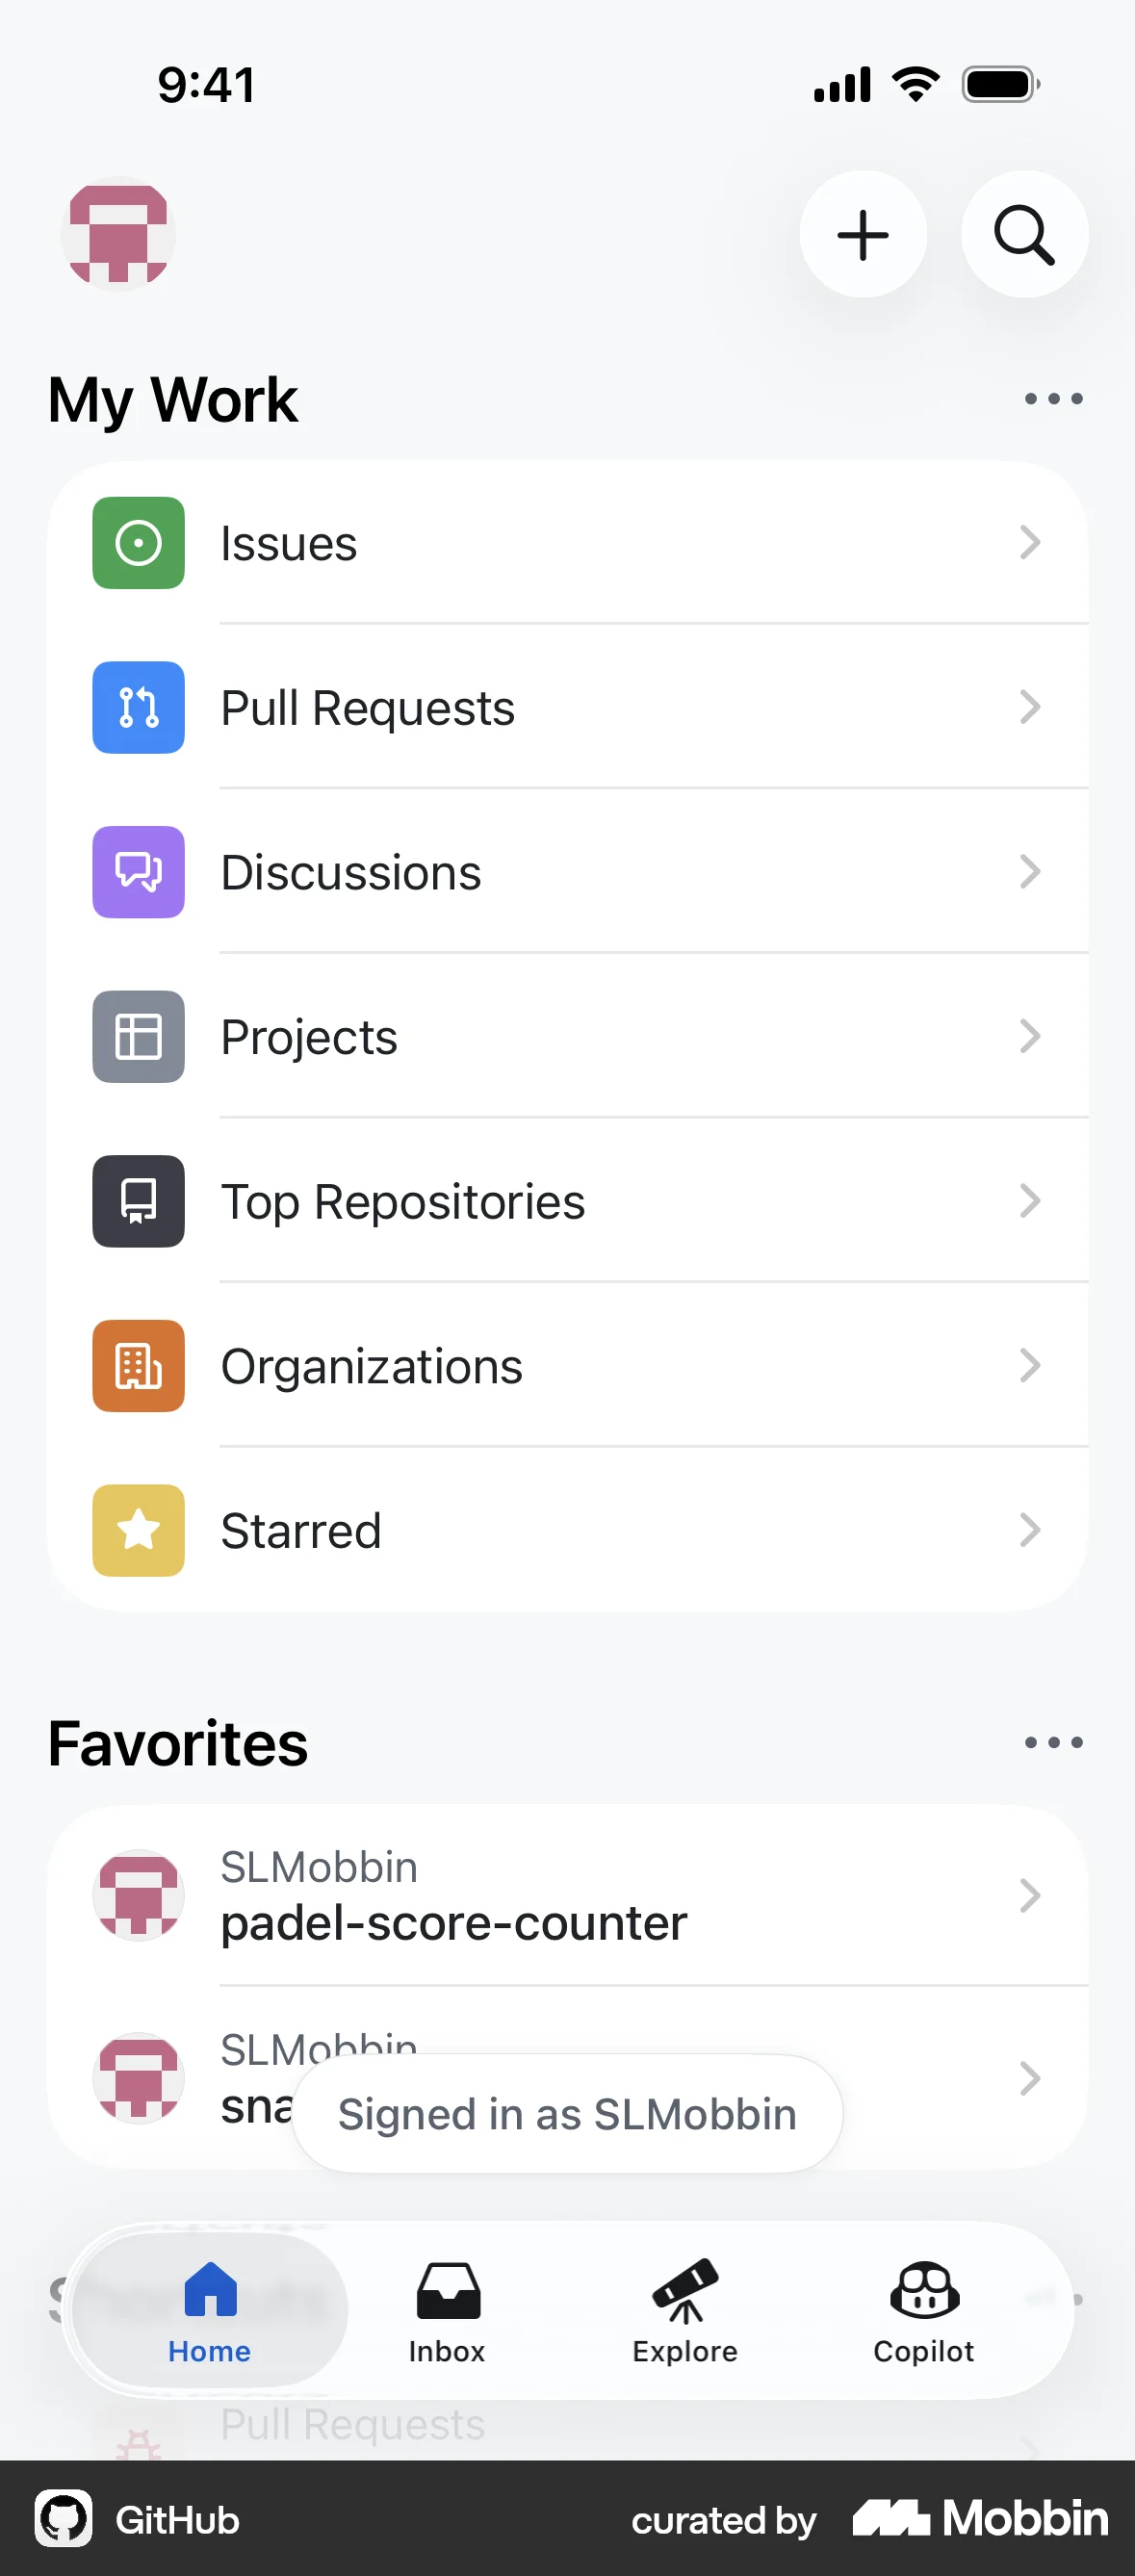 9:41
My Work
Issues
Pull Requests
Discussions
Projects
Top Repositories
Organizations
Starred
Favorites
SLMobbin
padel-score-counter
SLMobbin
Signed in as SLMobbin
Home
Inbox
Explore
Copilot
Pull Requests
GitHub
curated by Mobbin